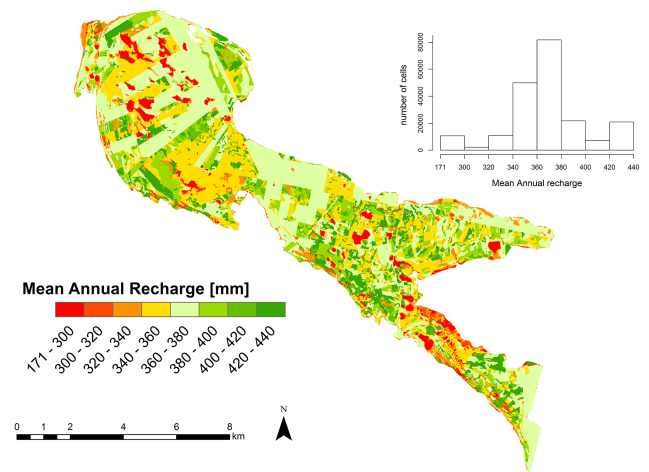 80000
60000
40000
20000
0
number of cells
171 300 320 340 360 380 400 420 440
Mean Annual recharge
Mean Annual Recharge [mm]
171 - 300
300 - 320
320 - 340
340 - 360
360 - 380
380 - 400
400 - 420
420 - 440
0 1 2 4 6 8
km
N